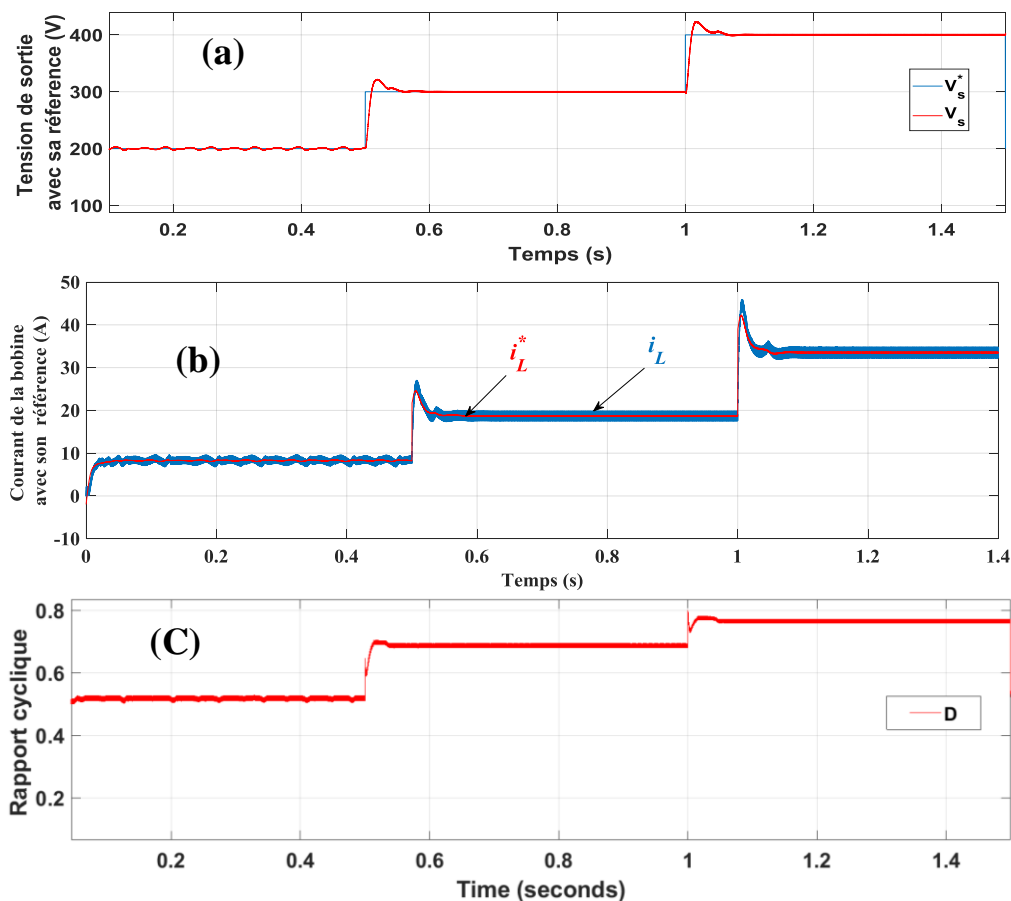 Tension de sortie
avec sa réference (V)
400
300
200
100
(a)
V*s
Vs
0.2
0.4
0.6
0.8
1
1.2
1.4
Temps (s)
Courant de la bobine
avec son référence (A)
50
40
30
20
10
0
-10
(b)
i*L
iL
0
0.2
0.4
0.6
0.8
1
1.2
1.4
Temps (s)
Rapport cyclique
0.8
0.6
0.4
0.2
(C)
D
0.2
0.4
0.6
0.8
1
1.2
1.4
Time (seconds)